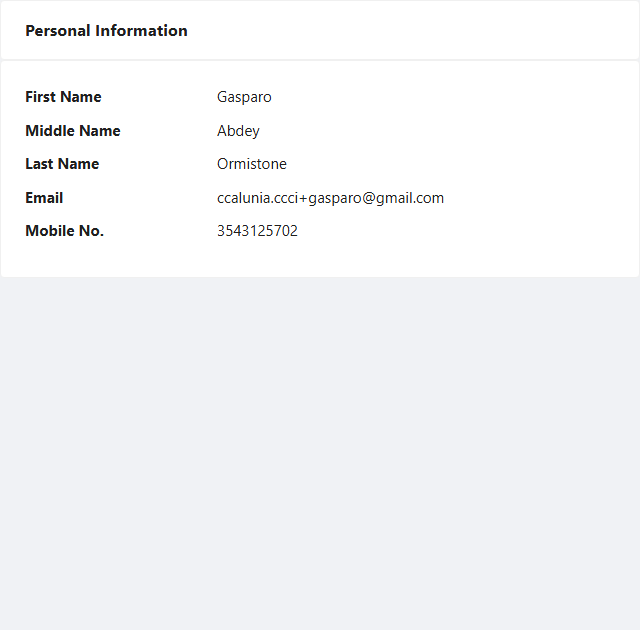 Personal Information
First Name Gasparo
Middle Name Abdey
Last Name Ormistone
Email ccalunia.ccci+gasparo@gmail.com
Mobile No. 3543125702